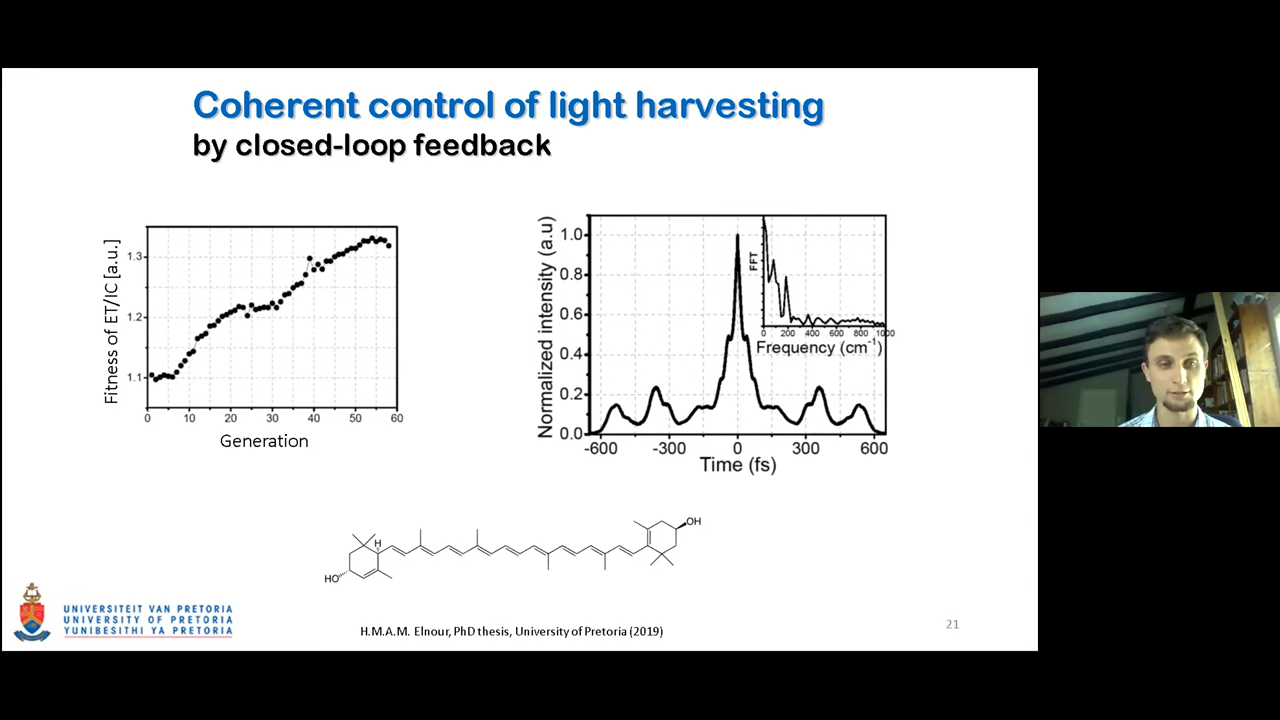 Coherent control of light harvesting
by closed-loop feedback
Fitness of ET/IC [a.u.]
1.3
1.2
1.1
0 10 20 30 40 50 60
Generation
Normalized intensity (a.u)
1.0
0.8
0.6
0.4
0.2
0.0
-600 -300 0 300 600
Time (fs)
FFT
0 200 400 600 800 1000
Frequency (cm-1)
OH
H
HO
UNIVERSITEIT VAN PRETORIA
UNIVERSITY OF PRETORIA
YUNIBESITHI YA PRETORIA
H.M.A.M. Elnour, PhD thesis, University of Pretoria (2019)
21